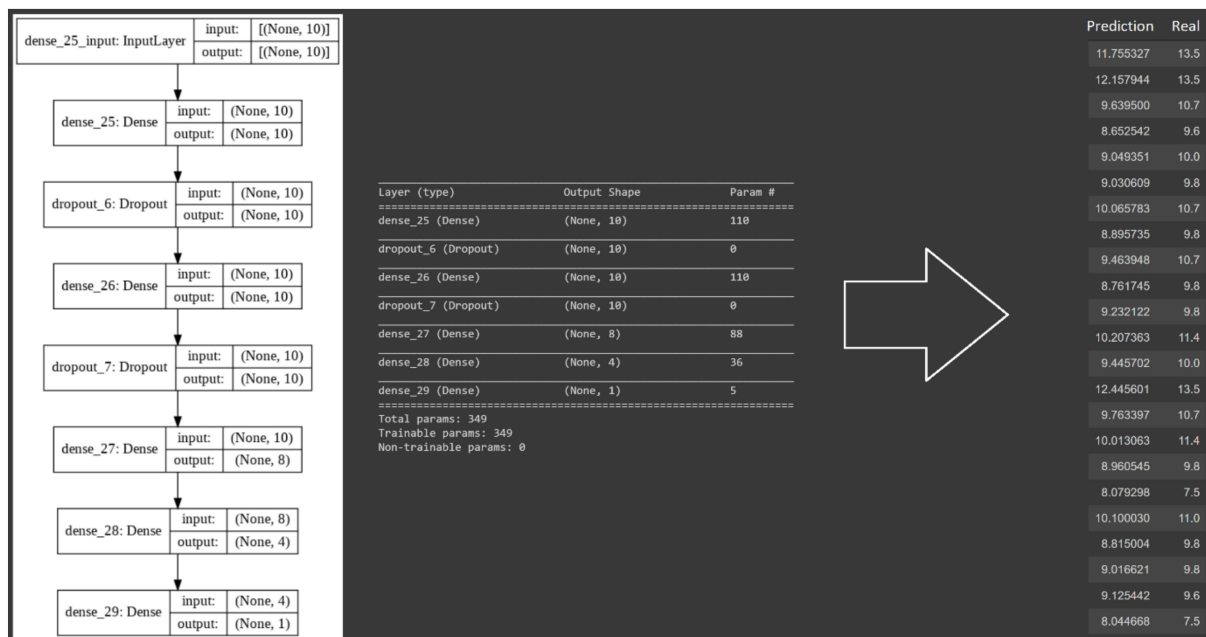 dense_25_input: InputLayer
input: [(None, 10)]
output: [(None, 10)]
dense_25: Dense
input: (None, 10)
output: (None, 10)
dropout_6: Dropout
input: (None, 10)
output: (None, 10)
dense_26: Dense
input: (None, 10)
output: (None, 10)
dropout_7: Dropout
input: (None, 10)
output: (None, 10)
dense_27: Dense
input: (None, 10)
output: (None, 8)
dense_28: Dense
input: (None, 8)
output: (None, 4)
dense_29: Dense
input: (None, 4)
output: (None, 1)
Layer (type) Output Shape Param #
dense_25 (Dense) (None, 10) 110
dropout_6 (Dropout) (None, 10) 0
dense_26 (Dense) (None, 10) 110
dropout_7 (Dropout) (None, 10) 0
dense_27 (Dense) (None, 8) 88
dense_28 (Dense) (None, 4) 36
dense_29 (Dense) (None, 1) 5
Total params: 349
Trainable params: 349
Non-trainable params: 0
Prediction Real
11.755327 13.5
12.157944 13.5
9.639500 10.7
8.652542 9.6
9.049351 10.0
9.030609 9.8
10.065783 10.7
8.895735 9.8
9.463948 10.7
8.761745 9.8
9.232122 9.8
10.207363 11.4
9.445702 10.0
12.445601 13.5
9.763397 10.7
10.013063 11.4
8.960545 9.8
8.079298 7.5
10.100030 11.0
8.815004 9.8
9.016621 9.8
9.125442 9.6
8.044668 7.5